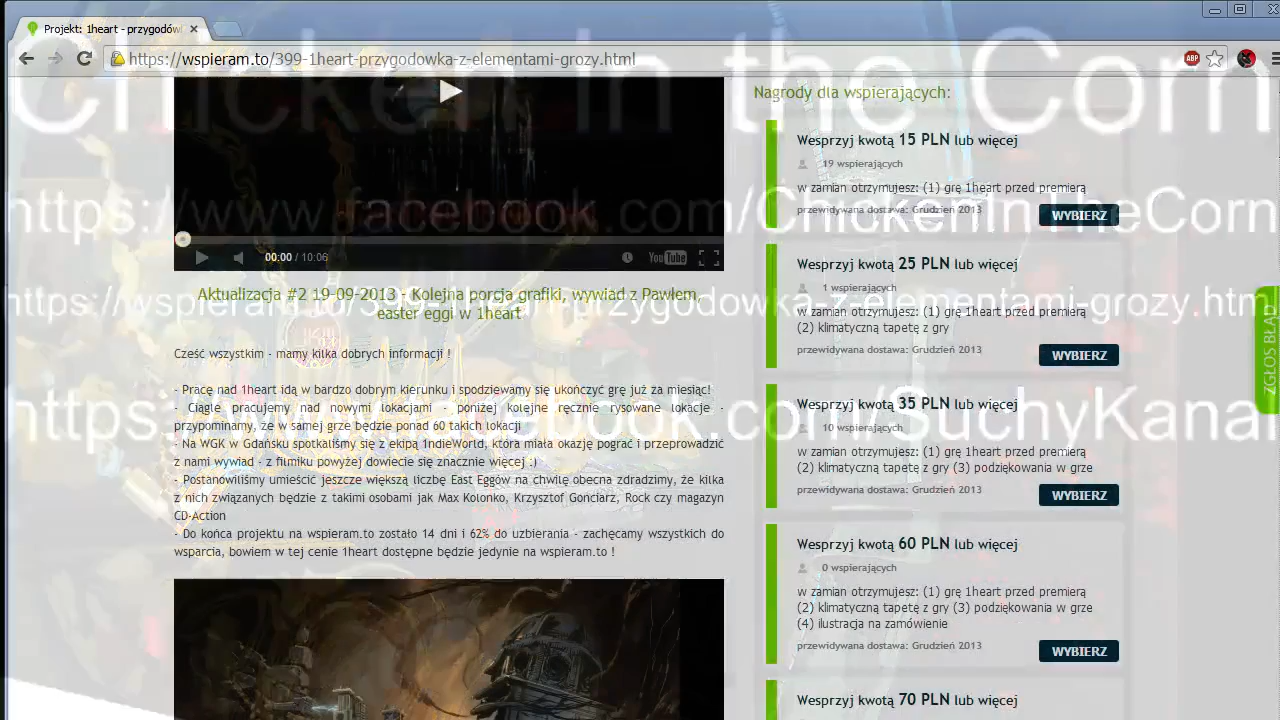 Projekt: 1heart - przygodów
https://wspieram.to/399-1heart-przygodowka-z-elementami-grozy.html
ABP
Chicken In the Corn
https://www.facebook.com/ChickenInTheCorn
https://wspieram.to/399-1heart-przygodowka-z-elementami-grozy.html
SuchyKanal
00:00 / 10:06
YouTube
Aktualizacja #2 19-09-2013 - Kolejna porcja grafiki, wywiad z Pawłem,
easter eggi w 1heart
Cześć wszystkim - mamy kilka dobrych informacji !
- Prace nad 1heart idą w bardzo dobrym kierunku i spodziewamy się ukończyć grę już za miesiąc!
- Ciągle pracujemy nad nowymi lokacjami - poniżej kolejne ręcznie rysowane lokacje -
przypominamy, że w samej grze będzie ponad 60 takich lokacji
- Na WGK w Gdańsku spotkaliśmy się z ekipą 1ndieWorld, która miała okazję pograć i przeprowadzić
z nami wywiad - z filmiku powyżej dowiecie się znacznie więcej :)
- Postanowiliśmy umieścić jeszcze większą liczbę East Eggów na chwilę obecna zdradzimy, że kilka
z nich związanych będzie z takimi osobami jak Max Kolonko, Krzysztof Gonciarz, Rock czy magazyn
CD-Action
- Do końca projektu na wspieram.to zostało 14 dni i 62% do uzbierania - zachęcamy wszystkich do
wsparcia, bowiem w tej cenie 1heart dostępne będzie jedynie na wspieram.to !
Nagrody dla wspierających:
Wesprzyj kwotą 15 PLN lub więcej
19 wspierających
w zamian otrzymujesz: (1) grę 1heart przed premierą
przewidywana dostawa: Grudzień 2013
WYBIERZ
Wesprzyj kwotą 25 PLN lub więcej
1 wspierających
w zamian otrzymujesz: (1) grę 1heart przed premierą
(2) klimatyczną tapetę z gry
przewidywana dostawa: Grudzień 2013
WYBIERZ
Wesprzyj kwotą 35 PLN lub więcej
10 wspierających
w zamian otrzymujesz: (1) grę 1heart przed premierą
(2) klimatyczną tapetę z gry (3) podziękowania w grze
przewidywana dostawa: Grudzień 2013
WYBIERZ
Wesprzyj kwotą 60 PLN lub więcej
0 wspierających
w zamian otrzymujesz: (1) grę 1heart przed premierą
(2) klimatyczną tapetę z gry (3) podziękowania w grze
(4) ilustracja na zamówienie
przewidywana dostawa: Grudzień 2013
WYBIERZ
Wesprzyj kwotą 70 PLN lub więcej
ZGŁOŚ BŁĄD